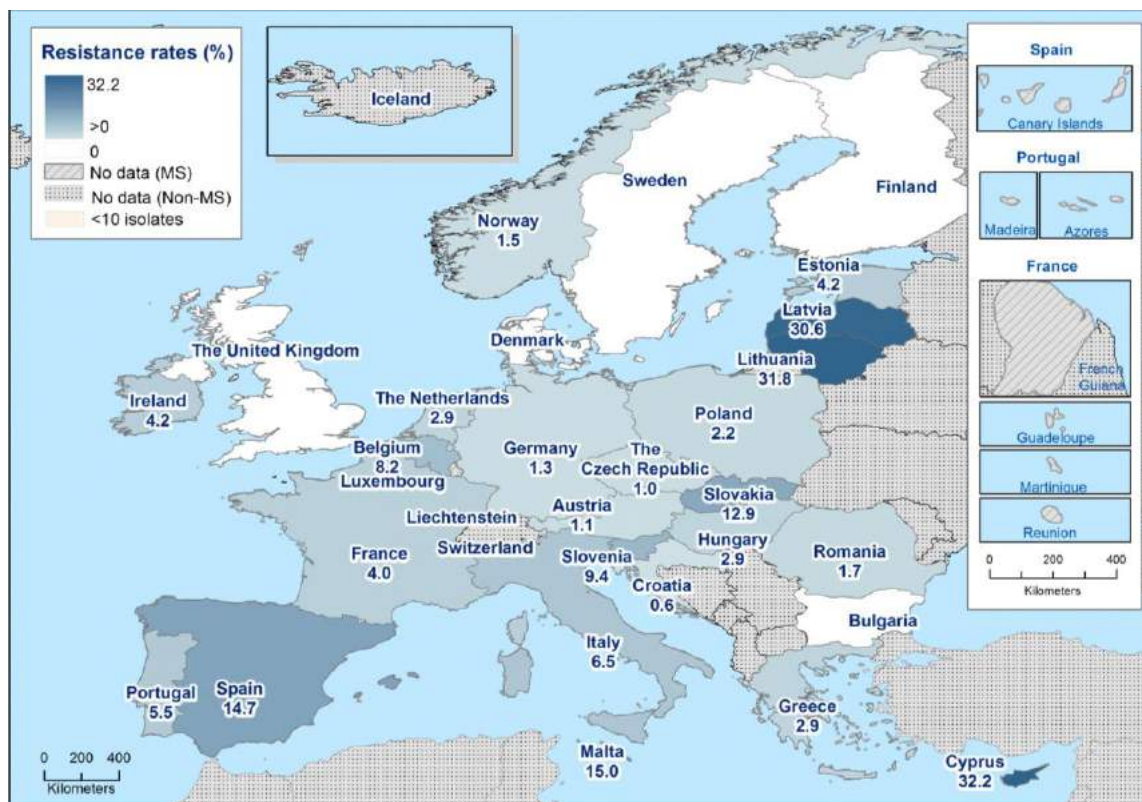 Resistance rates (%)
32.2
>0
0
No data (MS)
No data (Non-MS)
<10 isolates
Iceland
Norway
1.5
Sweden
Finland
Estonia
4.2
Latvia
30.6
Lithuania
31.8
Denmark
The United Kingdom
Ireland
4.2
The Netherlands
2.9
Belgium
8.2
Luxembourg
Germany
1.3
Poland
2.2
The
Czech Republic
1.0
Slovakia
12.9
Austria
1.1
Liechtenstein
Switzerland
France
4.0
Slovenia
9.4
Hungary
2.9
Romania
1.7
Croatia
0.6
Bulgaria
Italy
6.5
Portugal
5.5
Spain
14.7
Greece
2.9
Malta
15.0
Cyprus
32.2
0 200 400
Kilometers
Spain
Canary Islands
Portugal
Madeira
Azores
France
French
Guiana
Guadeloupe
Martinique
Reunion
0 200 400
Kilometers